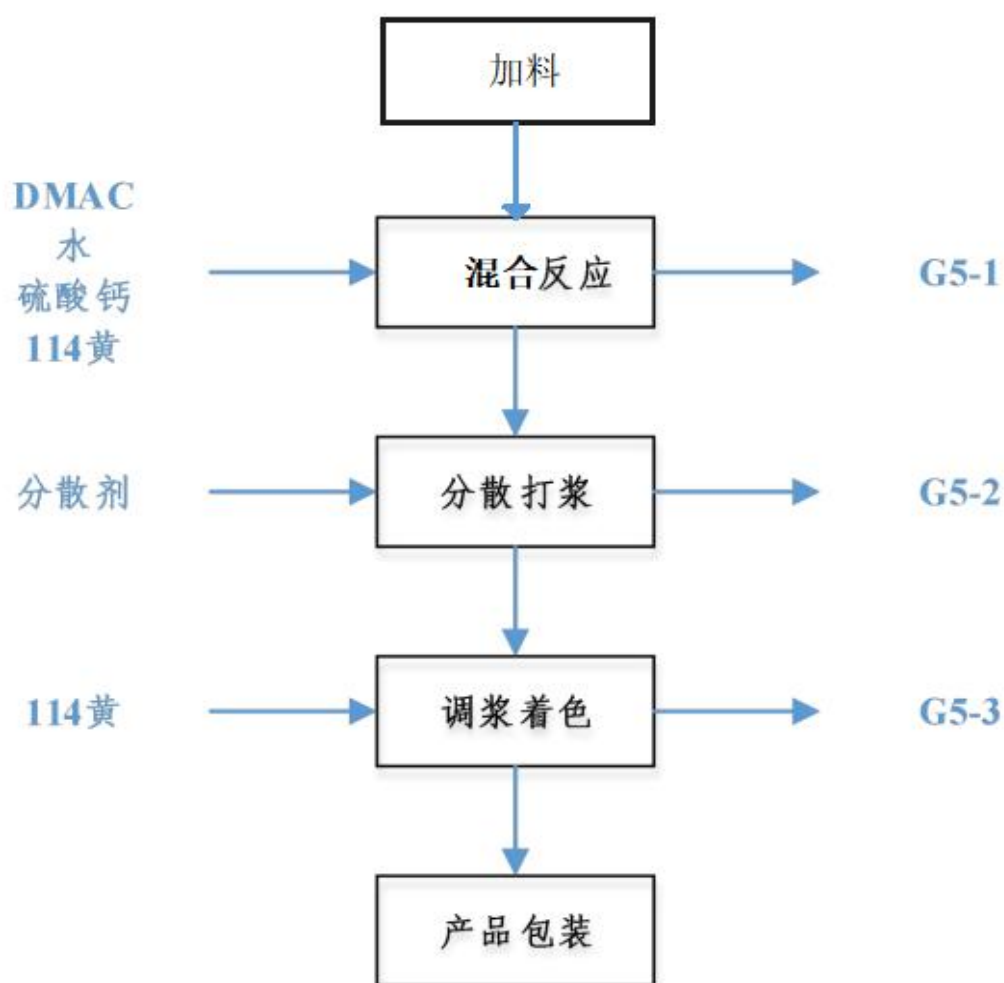 加料
DMAC
水
硫酸钙
114黄
混合反应
G5-1
分散剂
分散打浆
G5-2
114黄
调浆着色
G5-3
产品包装